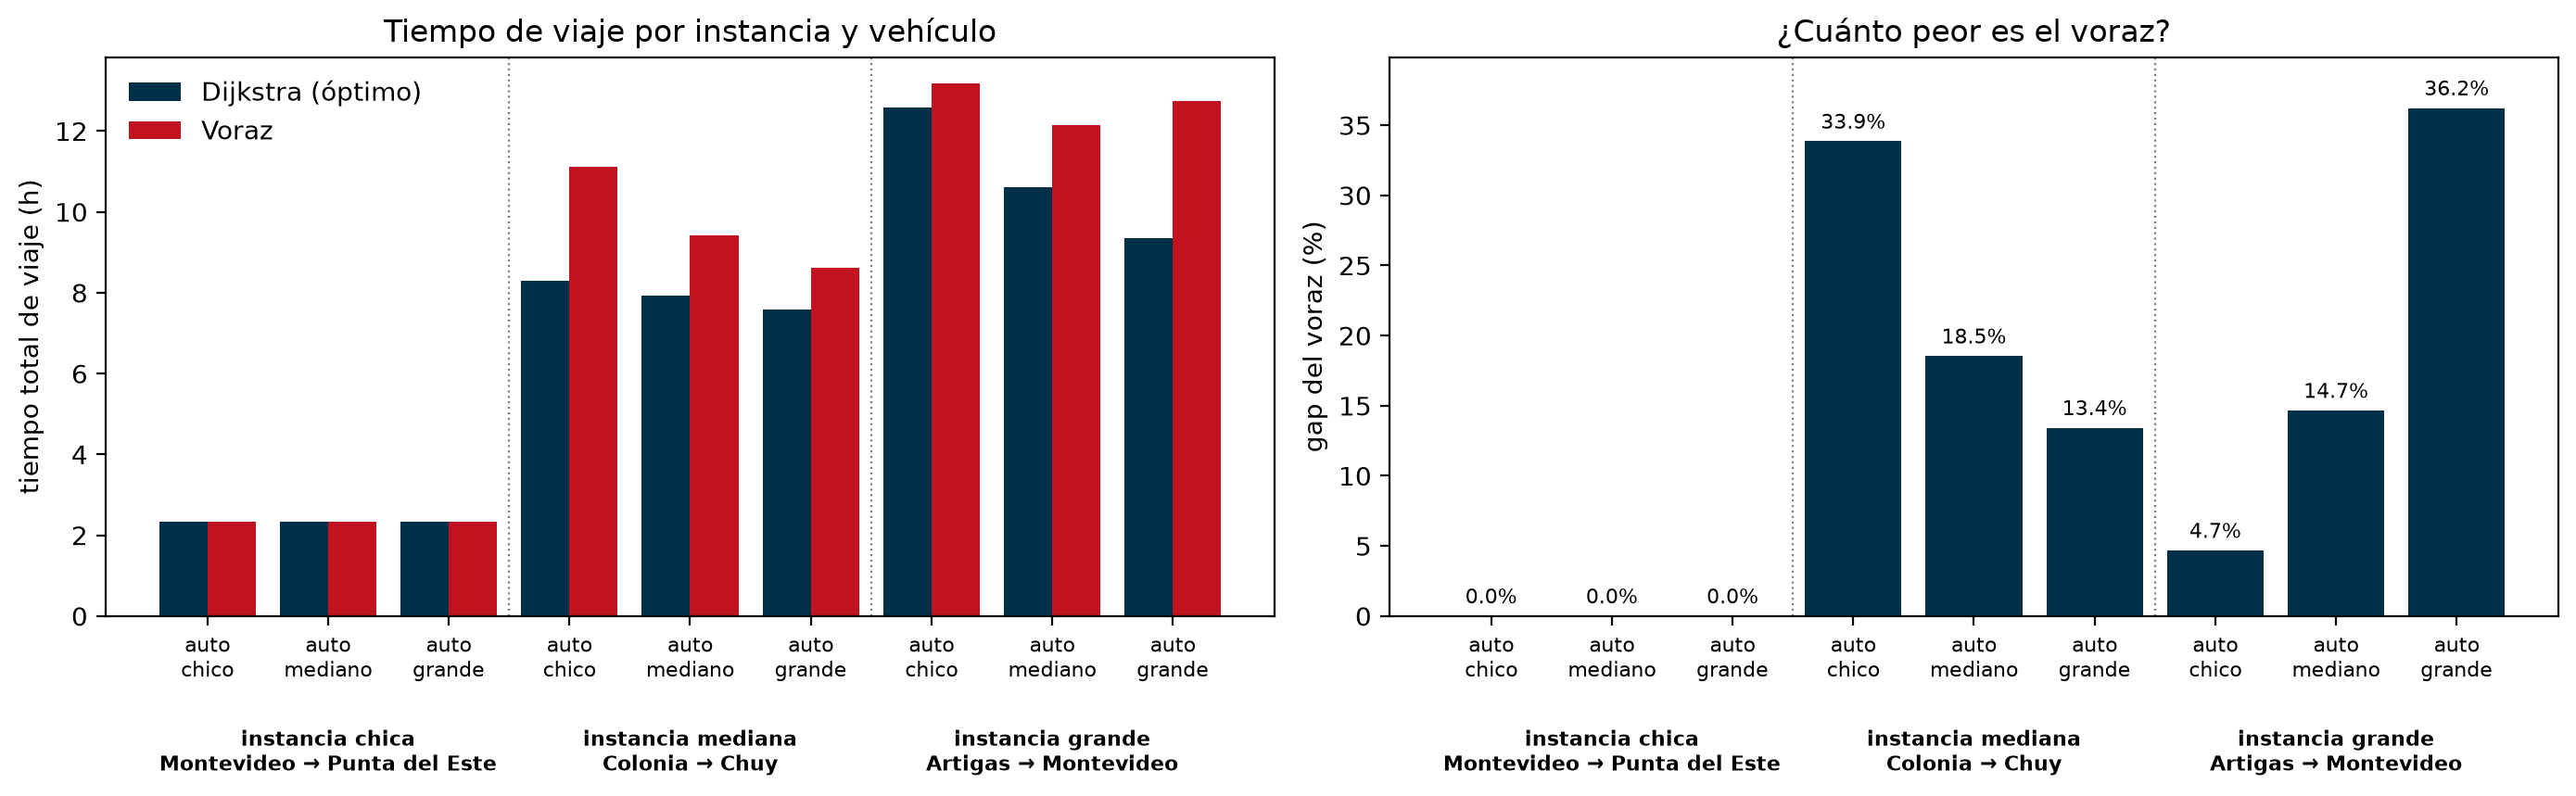 Tiempo de viaje por instancia y vehículo
Dijkstra (óptimo)
Voraz
tiempo total de viaje (h)
12
10
8
6
4
2
0
auto chico
auto mediano
auto grande
auto chico
auto mediano
auto grande
auto chico
auto mediano
auto grande
instancia chica
Montevideo → Punta del Este
instancia mediana
Colonia → Chuy
instancia grande
Artigas → Montevideo
¿Cuánto peor es el voraz?
gap del voraz (%)
35
30
25
20
15
10
5
0
0.0%
0.0%
0.0%
33.9%
18.5%
13.4%
4.7%
14.7%
36.2%
auto chico
auto mediano
auto grande
auto chico
auto mediano
auto grande
auto chico
auto mediano
auto grande
instancia chica
Montevideo → Punta del Este
instancia mediana
Colonia → Chuy
instancia grande
Artigas → Montevideo